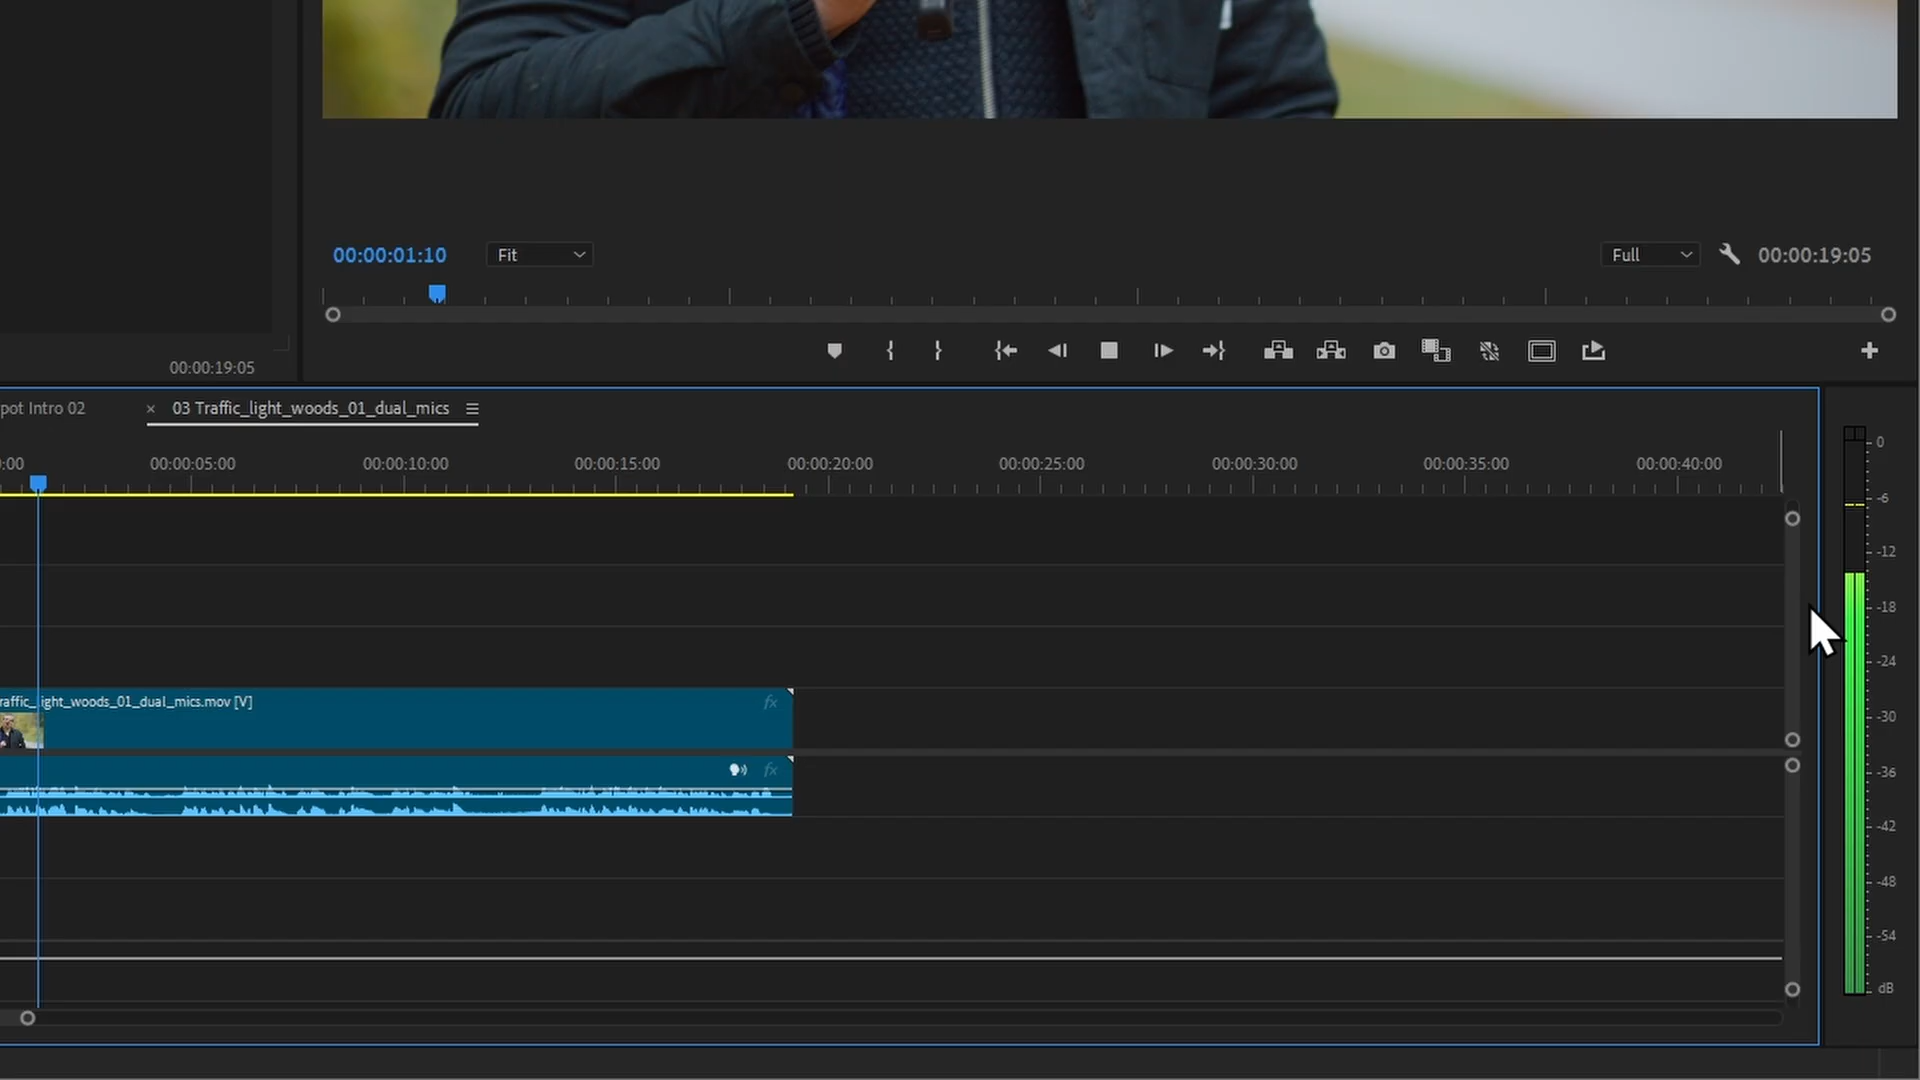 00:00:01:10
Fit
Full
00:00:19:05
00:00:19:05
pot Intro 02
× 03 Traffic_light_woods_01_dual_mics
:00
00:00:05:00
00:00:10:00
00:00:15:00
00:00:20:00
00:00:25:00
00:00:30:00
00:00:35:00
00:00:40:00
0
-6
-12
-18
-24
-30
-36
-42
-48
-54
dB
raffic_light_woods_01_dual_mics.mov [V]
fx
fx